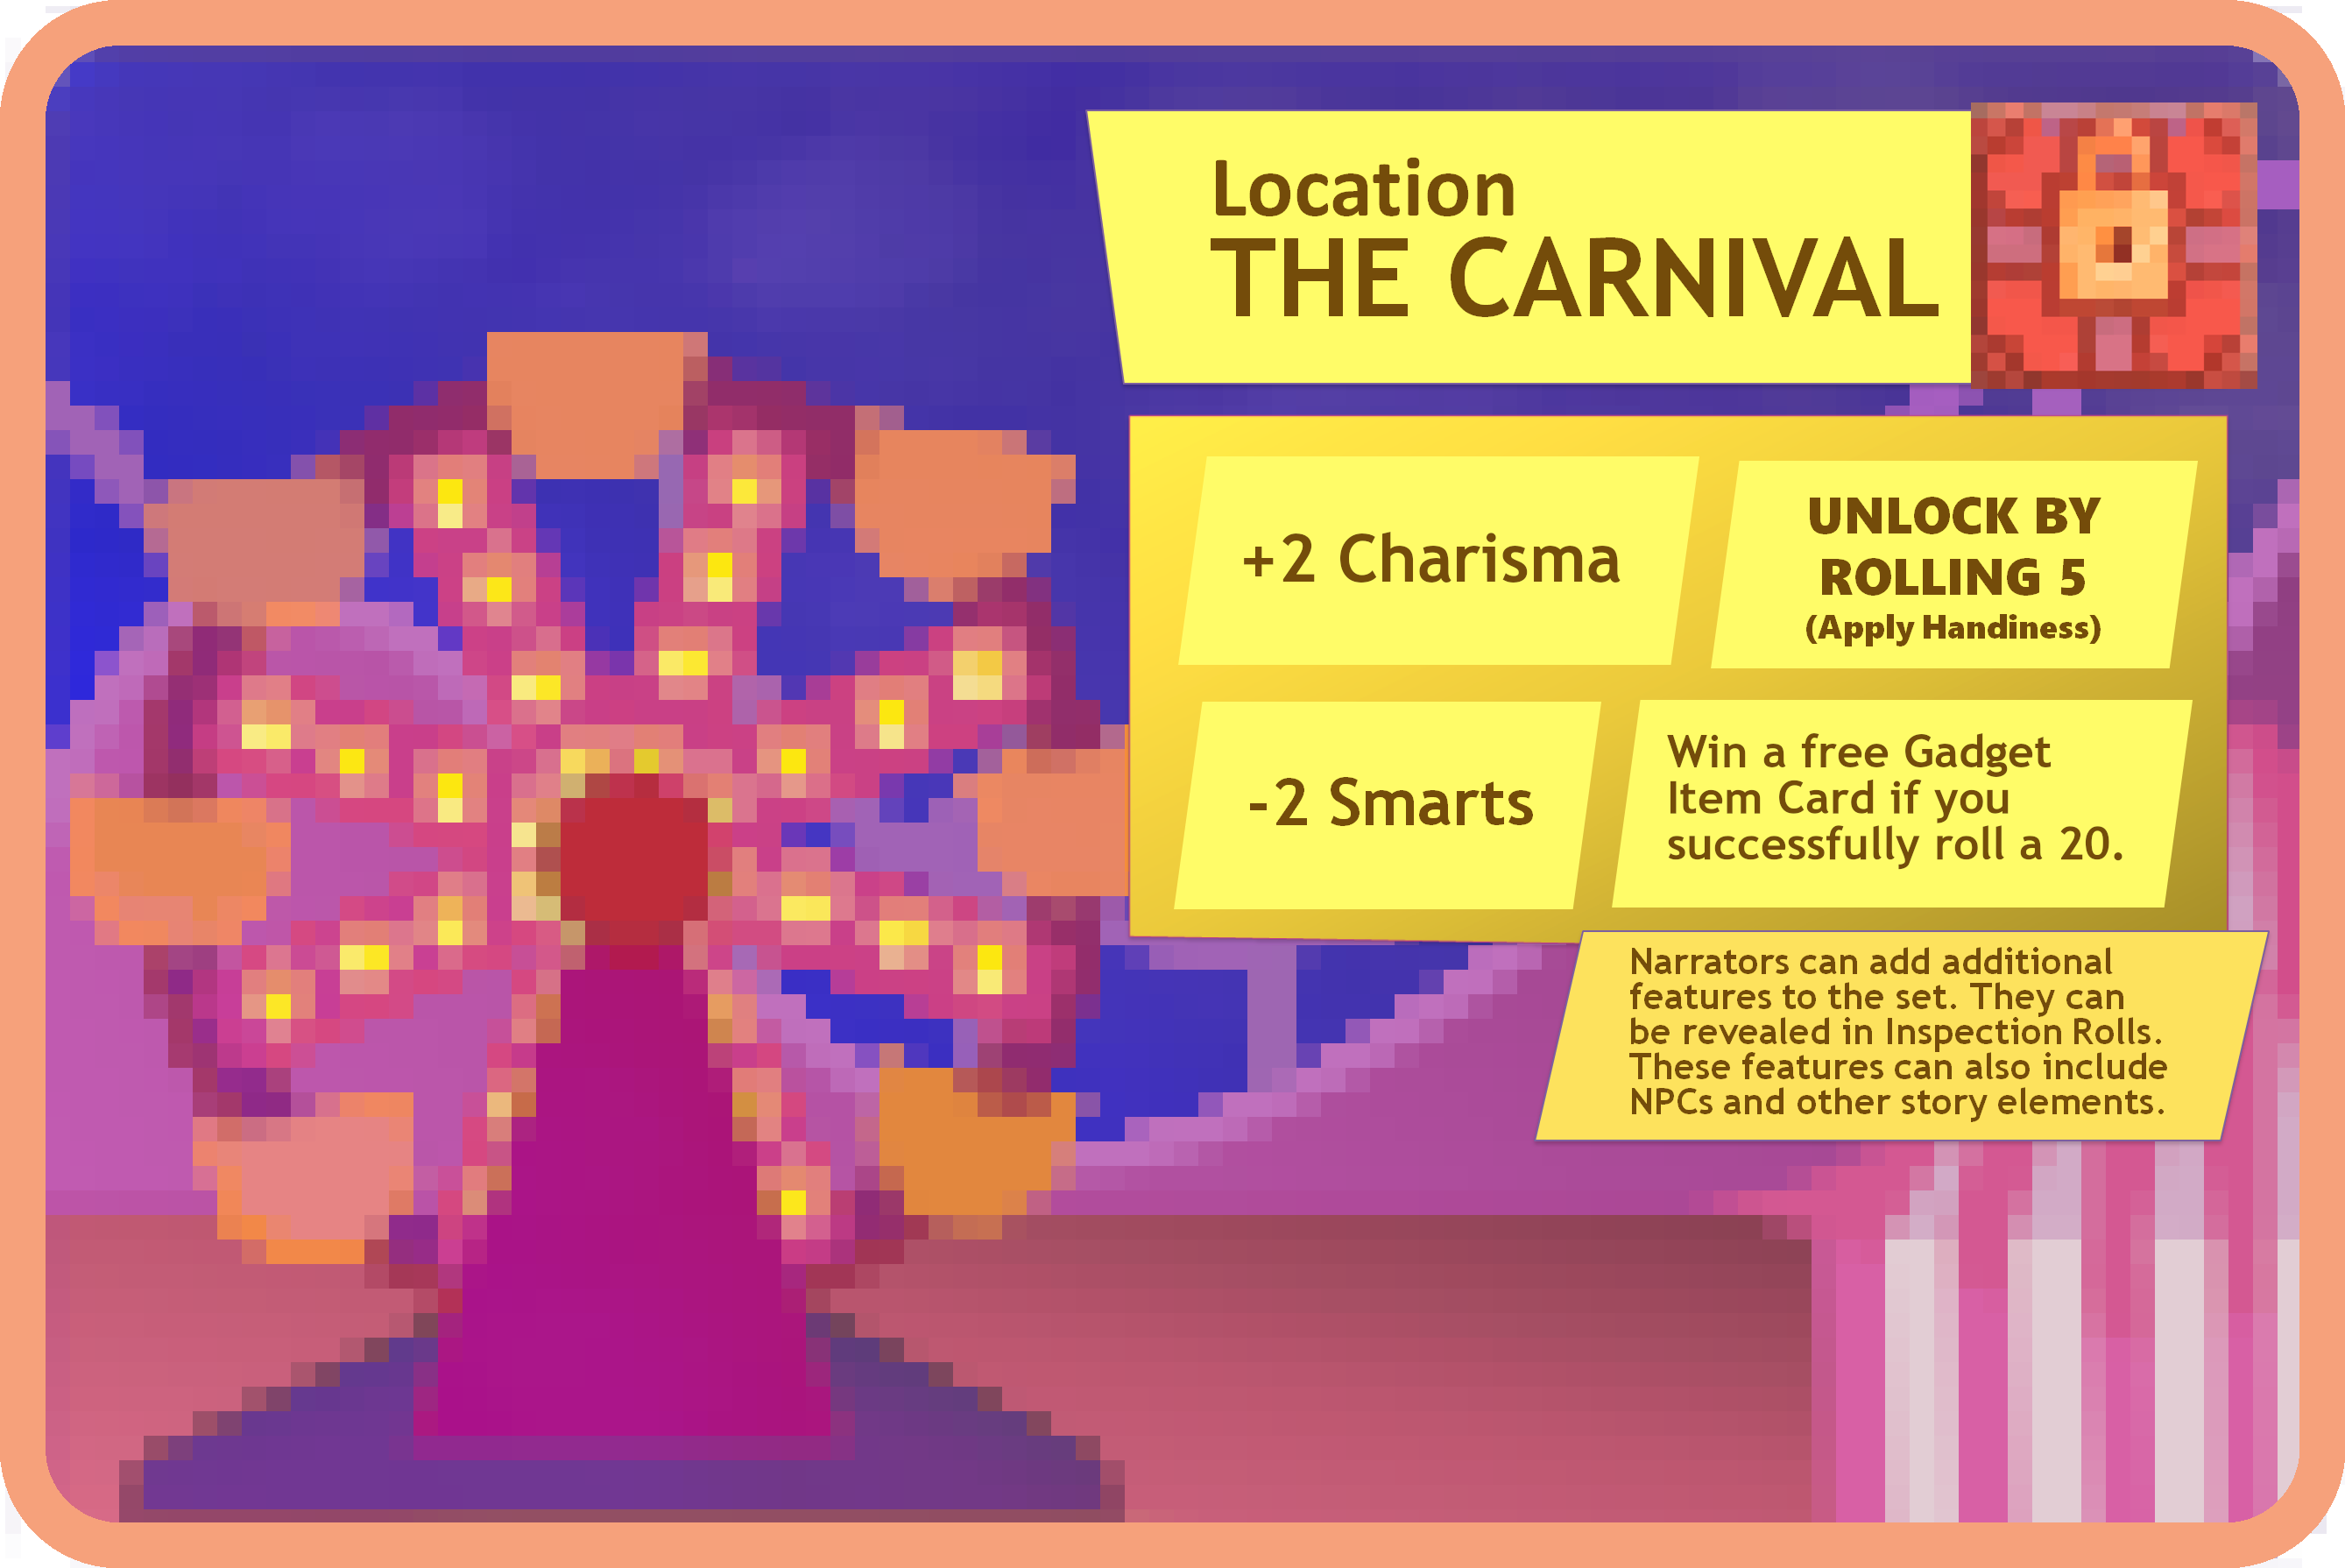 Location
THE CARNIVAL
+2 Charisma
UNLOCK BY
ROLLING 5
(Apply Handiness)
-2 Smarts
Win a free Gadget
Item Card if you
successfully roll a 20.
Narrators can add additional
features to the set. They can
be revealed in Inspection Rolls.
These features can also include
NPCs and other story elements.